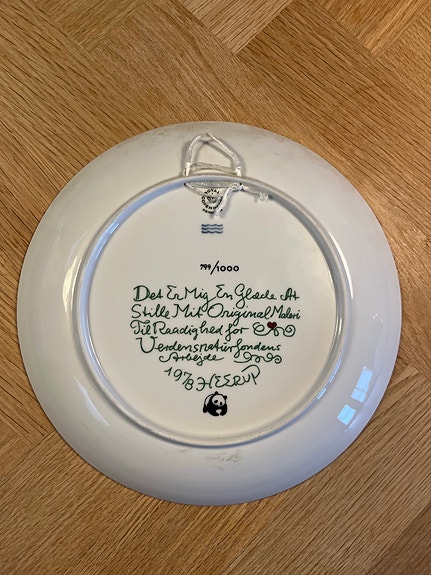 ROYAL
799/1000
Det Er Mig En Glæde At
Stille Mit Original Maleri
Til Raadighed for
Verdensnaturfondens
Arbejde
1978 HEERUP